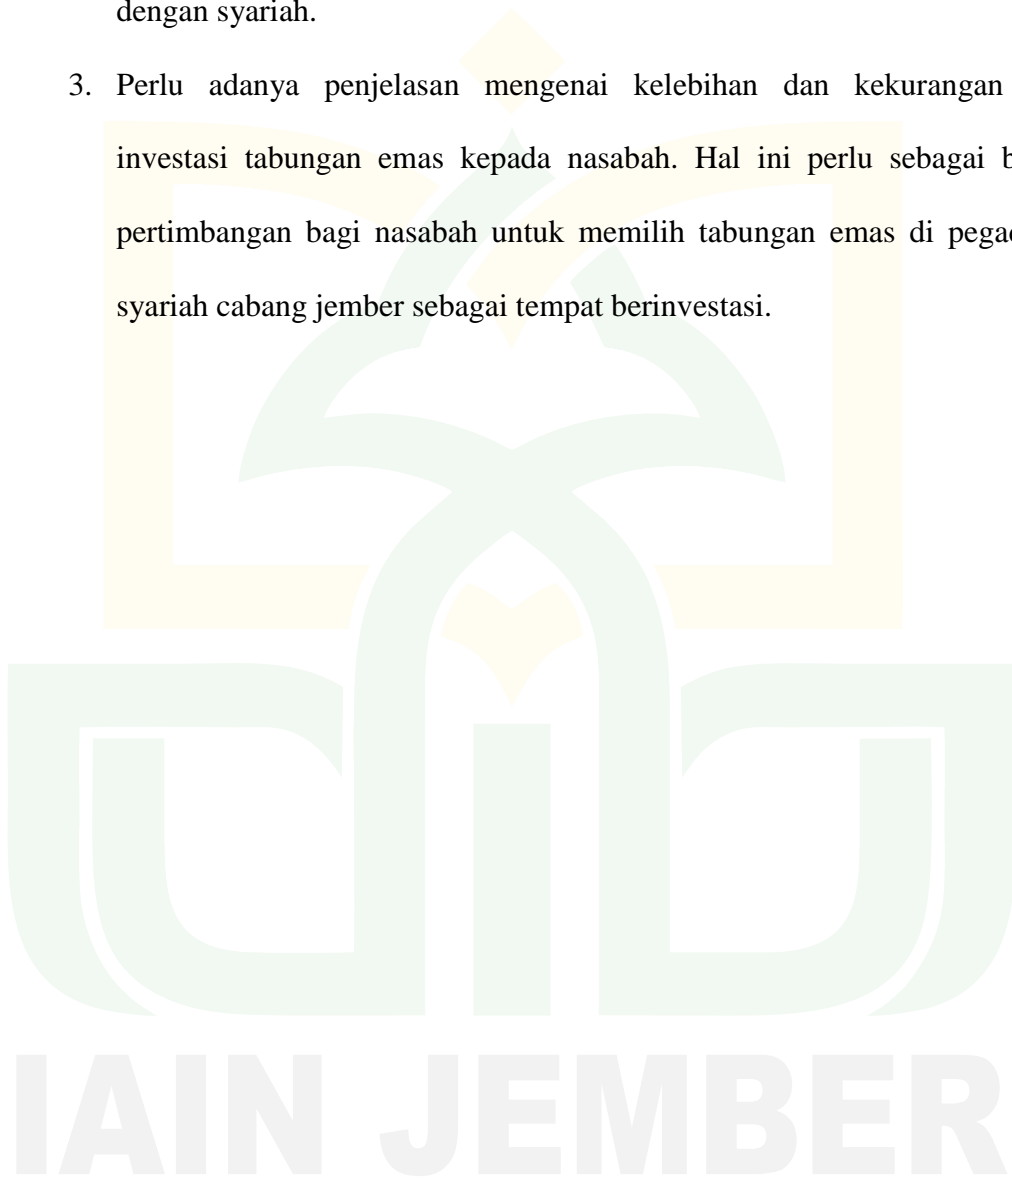 dengan syariah.
3. Perlu adanya penjelasan mengenai kelebihan dan kekurangan
investasi tabungan emas kepada nasabah. Hal ini perlu sebagai
pertimbangan bagi nasabah untuk memilih tabungan emas di
syariah cabang jember sebagai tempat berinvestasi.
IAIN JEMBER